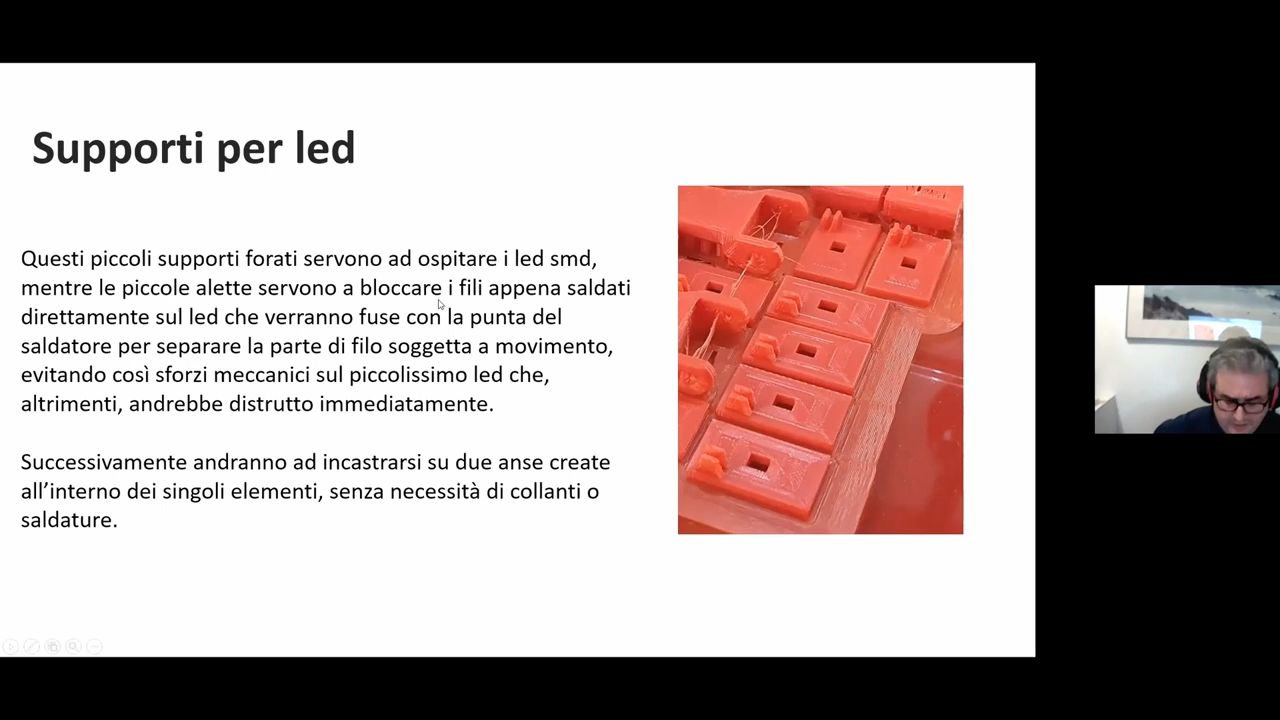 Supporti per led
Questi piccoli supporti forati servono ad ospitare i led smd,
mentre le piccole alette servono a bloccare i fili appena saldati
direttamente sul led che verranno fuse con la punta del
saldatore per separare la parte di filo soggetta a movimento,
evitando così sforzi meccanici sul piccolissimo led che,
altrimenti, andrebbe distrutto immediatamente.
Successivamente andranno ad incastrarsi su due anse create
all’interno dei singoli elementi, senza necessità di collanti o
saldature.